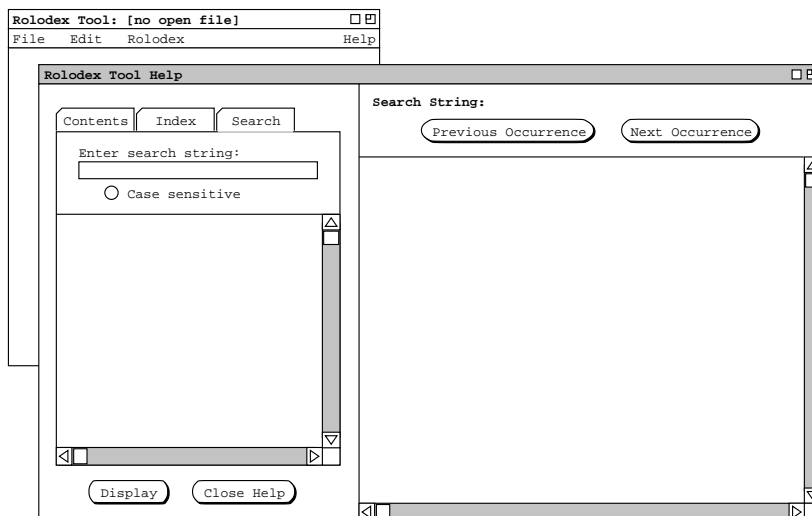 Rolodex Tool: [no open file]
File Edit Rolodex Help
Rolodex Tool Help
Contents Index Search
Enter search string:
Case sensitive
Display Close Help
Search String:
Previous Occurrence Next Occurrence